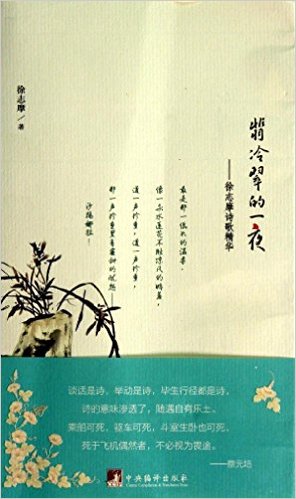 翡冷翠的一夜
——徐志摩诗歌精华
徐志摩/著
最是那一低头的温柔,
像一朵水莲花不胜凉风的娇羞,
道一声珍重,道一声珍重,
那一声珍重里有蜜甜的忧愁——
沙扬娜拉!
谈话是诗,举动是诗,毕生行径都是诗,
诗的意味渗透了,随遇自有乐土。
乘船可死,驱车可死,斗室生卧也可死,
死于飞机偶然者,不必视为畏途。
——蔡元培
中央编译出版社
Central Compilation & Translation Press